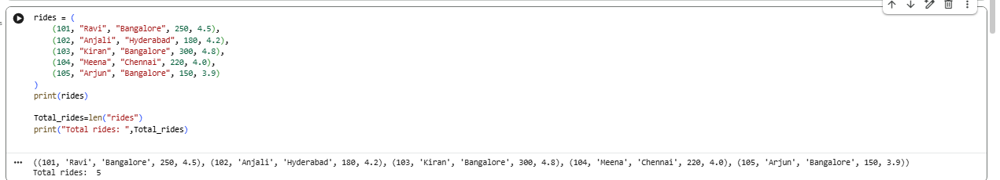 s
rides = (
    (101, "Ravi", "Bangalore", 250, 4.5),
    (102, "Anjali", "Hyderabad", 180, 4.2),
    (103, "Kiran", "Bangalore", 300, 4.8),
    (104, "Meena", "Chennai", 220, 4.0),
    (105, "Arjun", "Bangalore", 150, 3.9)
)
print(rides)
Total_rides=len("rides")
print("Total rides: ",Total_rides)
((101, 'Ravi', 'Bangalore', 250, 4.5), (102, 'Anjali', 'Hyderabad', 180, 4.2), (103, 'Kiran', 'Bangalore', 300, 4.8), (104, 'Meena', 'Chennai', 220, 4.0), (105, 'Arjun', 'Bangalore', 150, 3.9))
Total rides:  5